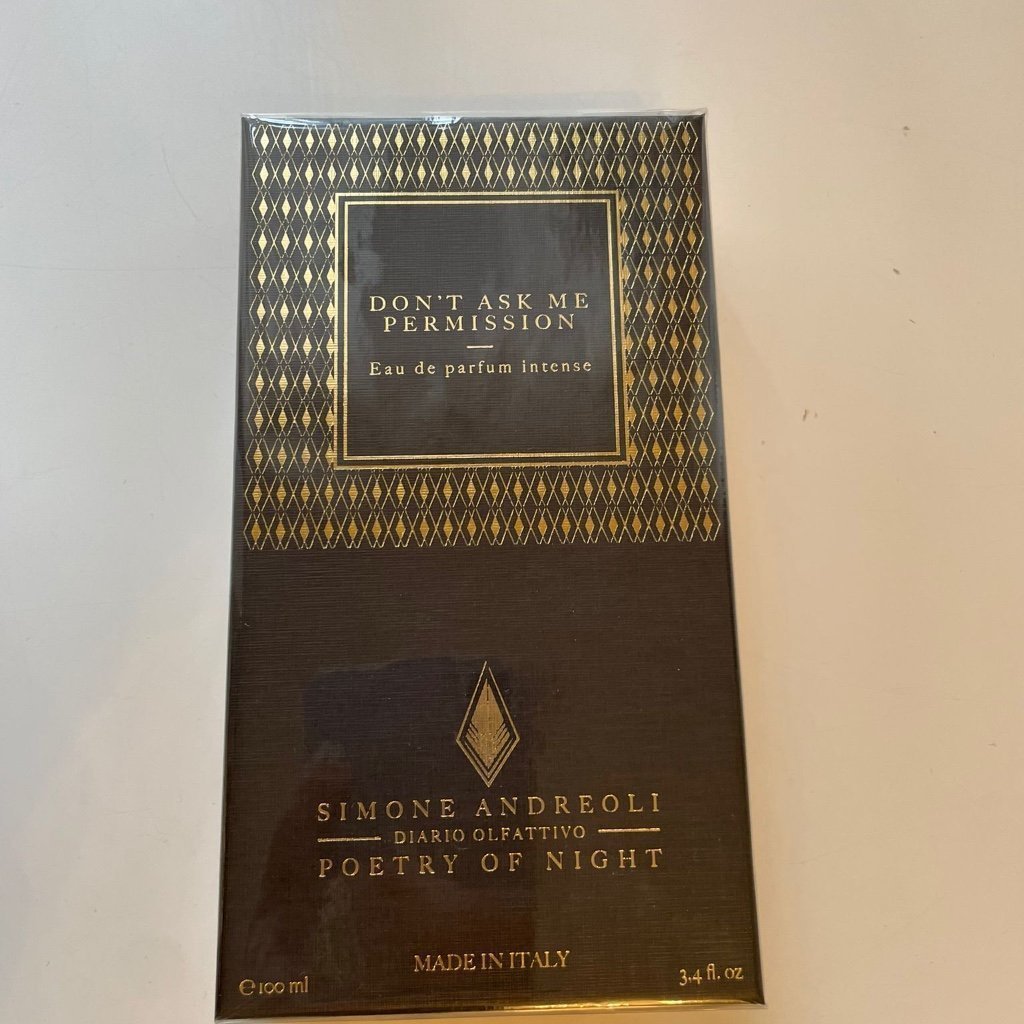 DON'T ASK ME
PERMISSION
Eau de parfum intense
SIMONE ANDREOLI
DIARIO OLFATTIVO
POETRY OF NIGHT
MADE IN ITALY
℮ 100 ml
3.4 fl. oz